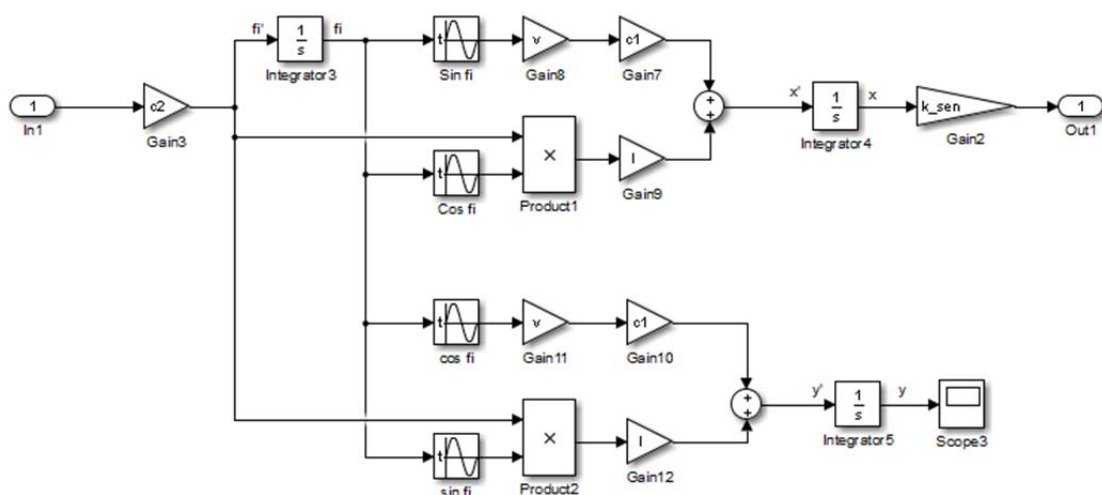 fi' 1 s fi t v c1
Integrator3 Sin fi Gain8 Gain7
1 c2 + + x' 1 s x k_sen 1
In1 Gain3 Integrator4 Gain2 Out1
t × l
Cos fi Product1 Gain9
t v c1
cos fi Gain11 Gain10
+ + y' 1 s y
t × l Integrator5 Scope3
sin fi Product2 Gain12